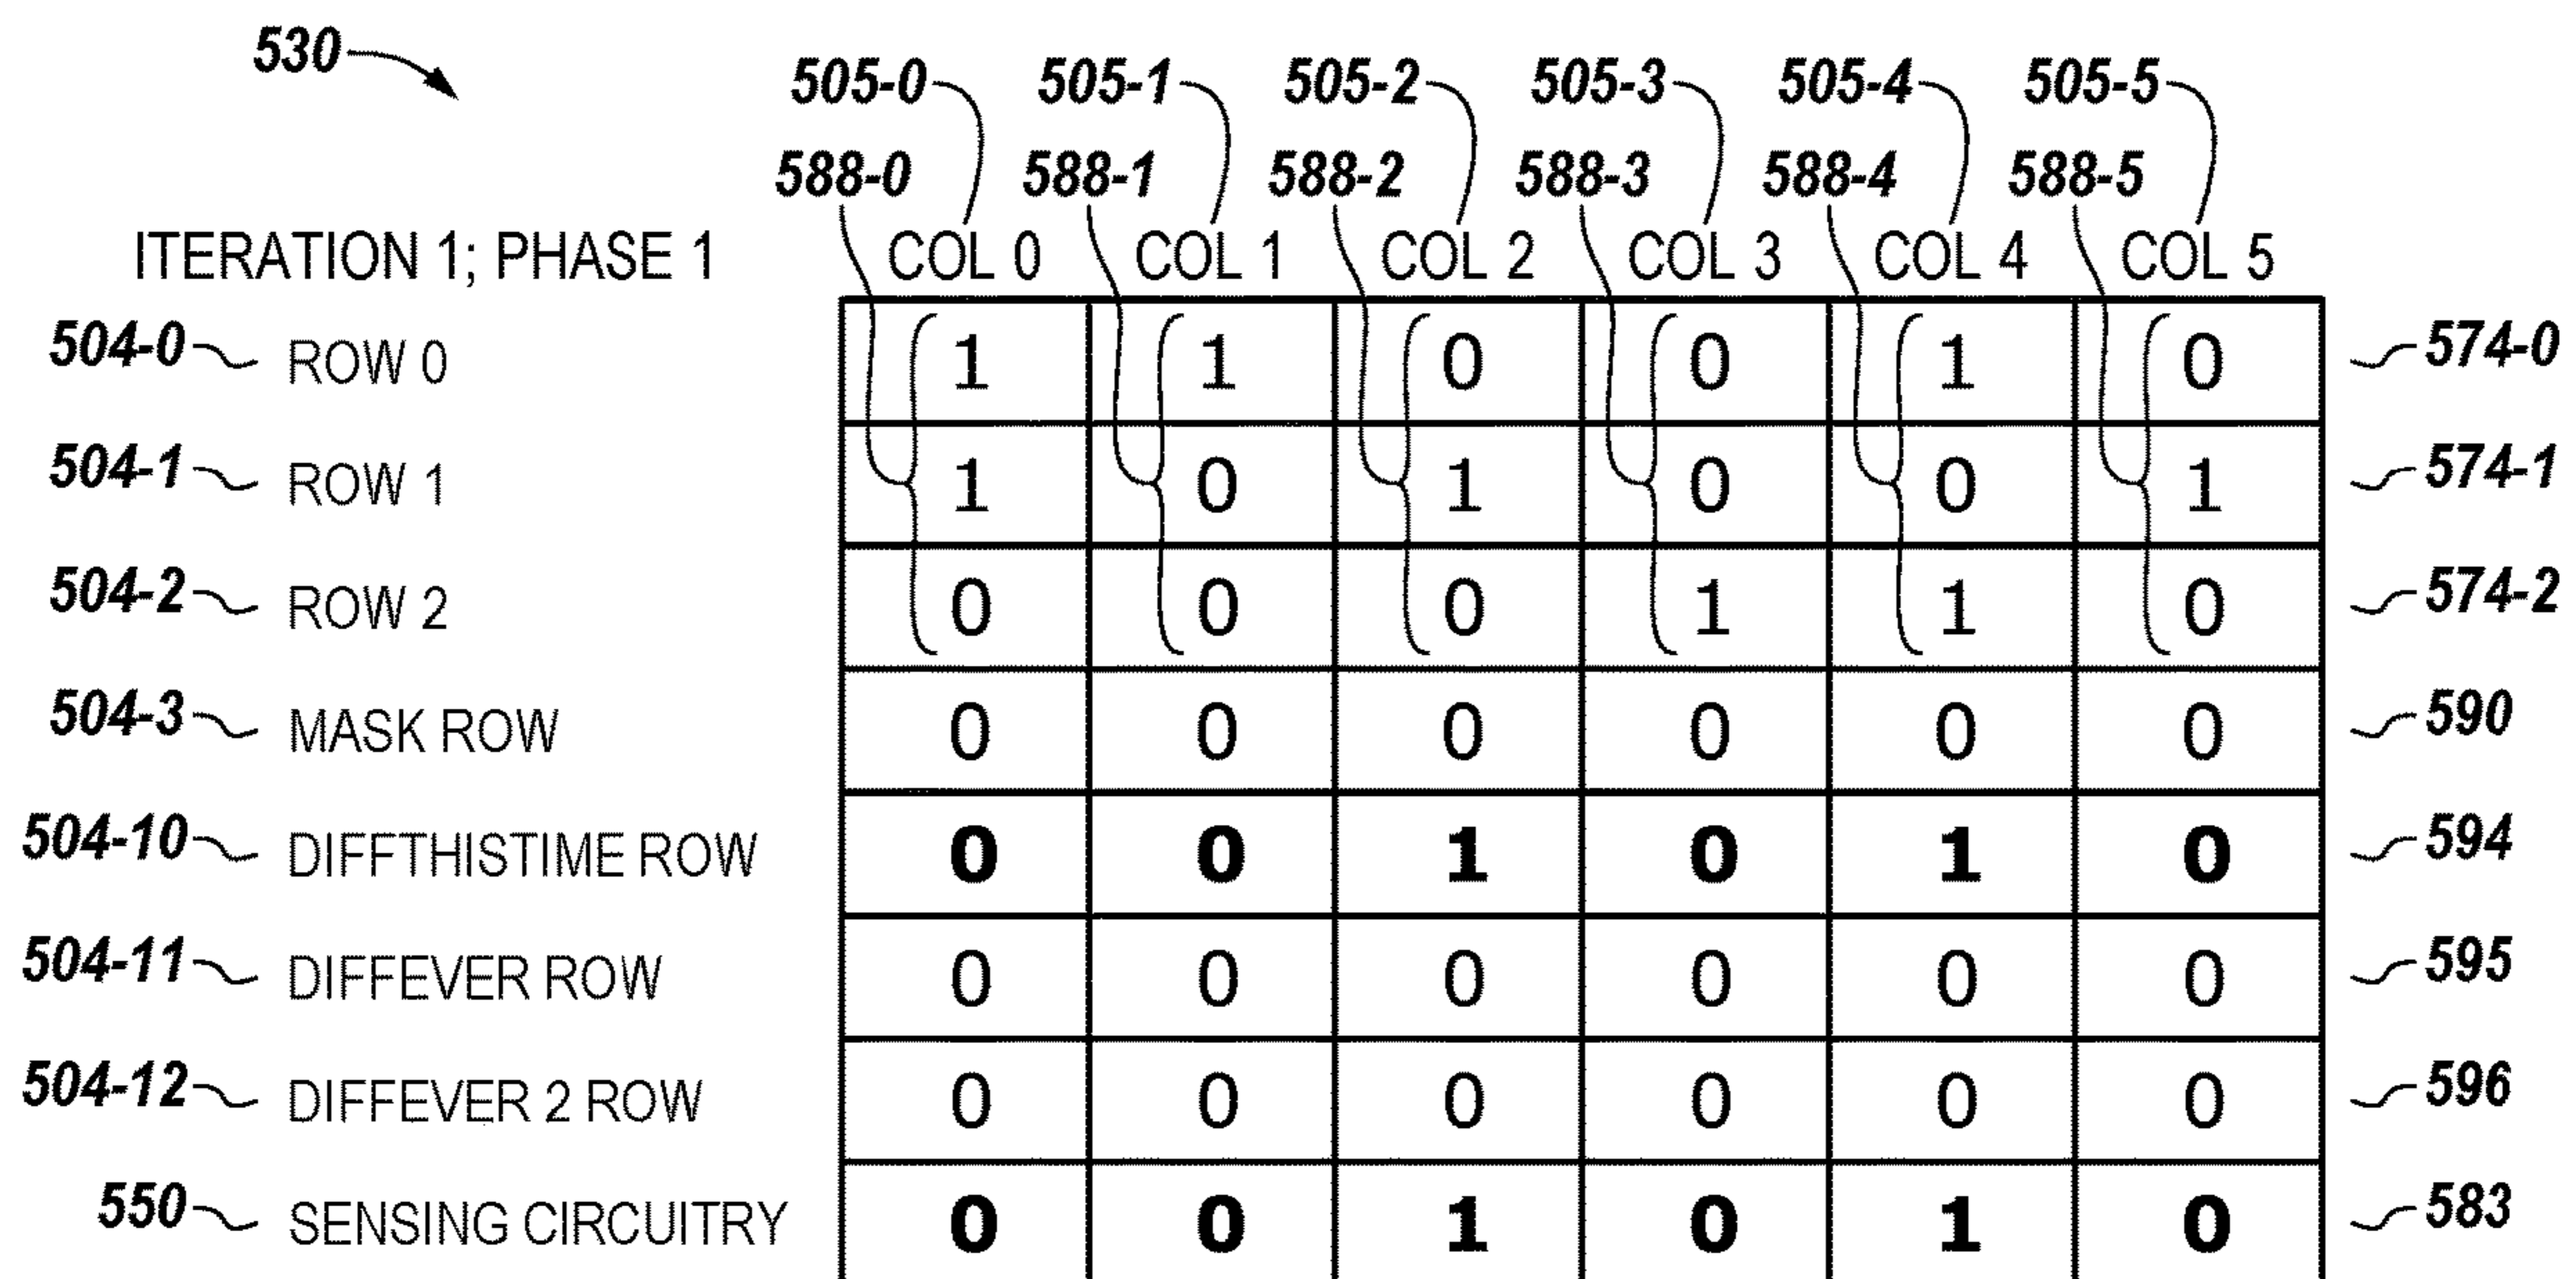 530
505-0 505-1 505-2 505-3 505-4 505-5
588-0 588-1 588-2 588-3 588-4 588-5
ITERATION 1; PHASE 1 COL 0 COL 1 COL 2 COL 3 COL 4 COL 5
504-0 ROW 0 1 1 0 0 1 0 574-0
504-1 ROW 1 1 0 1 0 0 1 574-1
504-2 ROW 2 0 0 0 1 1 0 574-2
504-3 MASK ROW 0 0 0 0 0 0 590
504-10 DIFFTHISTIME ROW 0 0 1 0 1 0 594
504-11 DIFFEVER ROW 0 0 0 0 0 0 595
504-12 DIFFEVER 2 ROW 0 0 0 0 0 0 596
550 SENSING CIRCUITRY 0 0 1 0 1 0 583